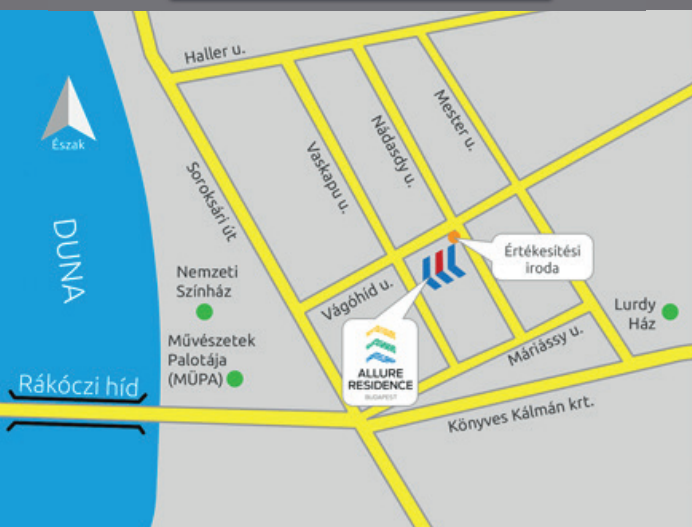 Haller u.
Mester u.
Nádasdy u.
Vaskapu u.
Soroksári út
Észak
DUNA
Nemzeti
Színház
Művészetek
Palotája
(MÜPA)
Rákóczi híd
Vágóhíd u.
Értékesítési
iroda
Lurdy
Ház
Máriássy u.
Könyves Kálmán krt.
ALLURE
RESIDENCE
BUDAPEST